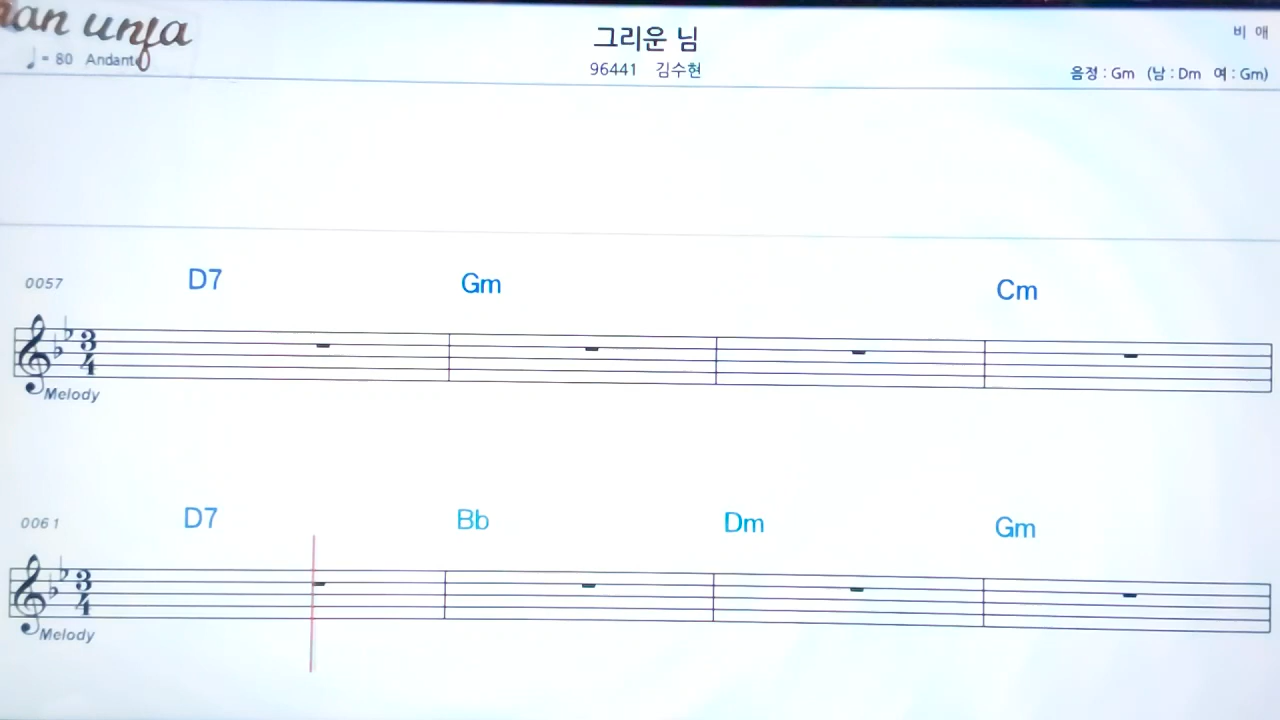 an unja
♩= 80 Andante
그리운 님
96441 김수현
비 애
음정 : Gm (남 : Dm 여 : Gm)
0057 D7 Gm Cm
3
4
Melody
0061 D7 Bb Dm Gm
3
4
Melody